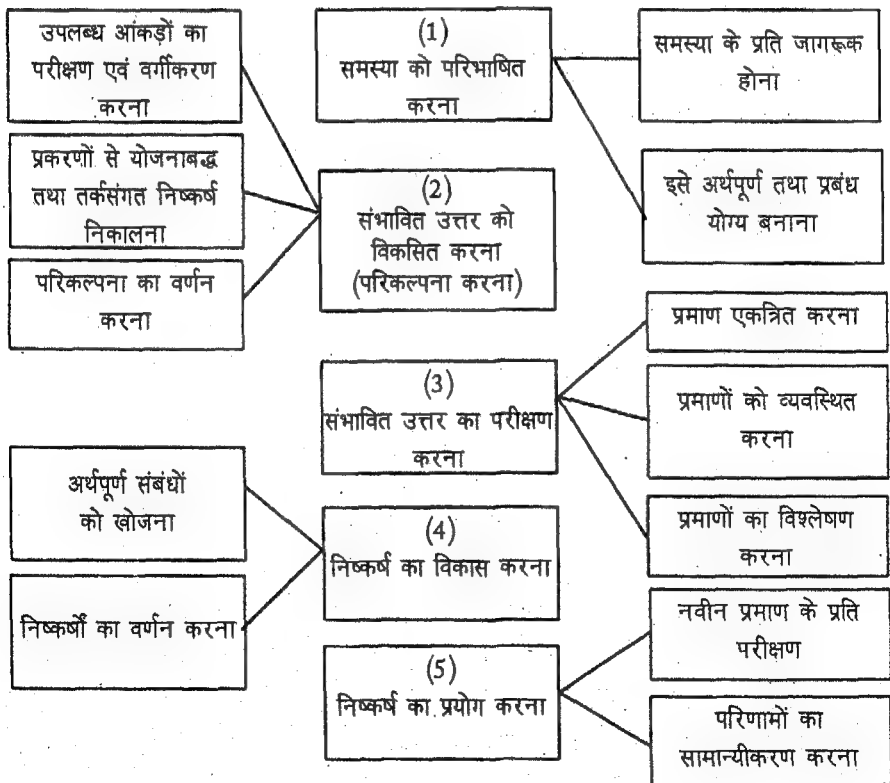 उपलब्ध आंकड़ों का
परीक्षण एवं वर्गीकरण
करना
(1)
समस्या को परिभाषित
करना
समस्या के प्रति जागरूक
होना
प्रकरणों से योजनाबद्ध
तथा तर्कसंगत निष्कर्ष
निकालना
(2)
संभावित उत्तर को
विकसित करना
(परिकल्पना करना)
इसे अर्थपूर्ण तथा प्रबंध
योग्य बनाना
परिकल्पना का वर्णन
करना
प्रमाण एकत्रित करना
(3)
संभावित उत्तर का परीक्षण
करना
प्रमाणों को व्यवस्थित
करना
अर्थपूर्ण संबंधों
को खोजना
प्रमाणों का विश्लेषण
करना
(4)
निष्कर्ष का विकास करना
निष्कर्षों का वर्णन करना
नवीन प्रमाण के प्रति
परीक्षण
(5)
निष्कर्ष का प्रयोग करना
परिणामों का
सामान्यीकरण करना